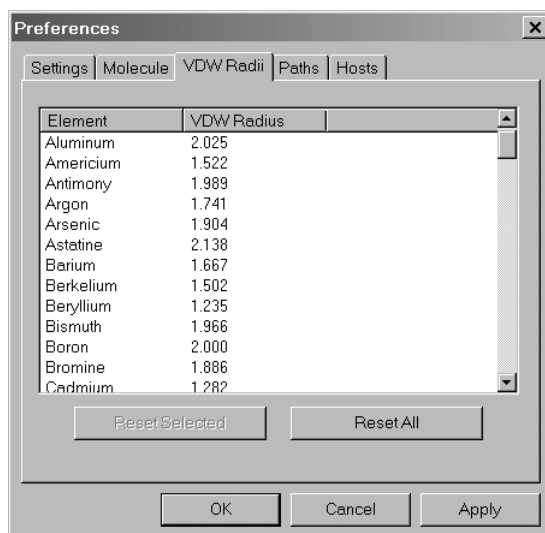 Preferences
Settings Molecule VDW Radii Paths Hosts
Element VDW Radius
Aluminum 2.025
Americium 1.522
Antimony 1.989
Argon 1.741
Arsenic 1.904
Astatine 2.138
Barium 1.667
Berkelium 1.502
Beryllium 1.235
Bismuth 1.966
Boron 2.000
Bromine 1.886
Cadmium 1.282
Reset Selected Reset All
OK Cancel Apply